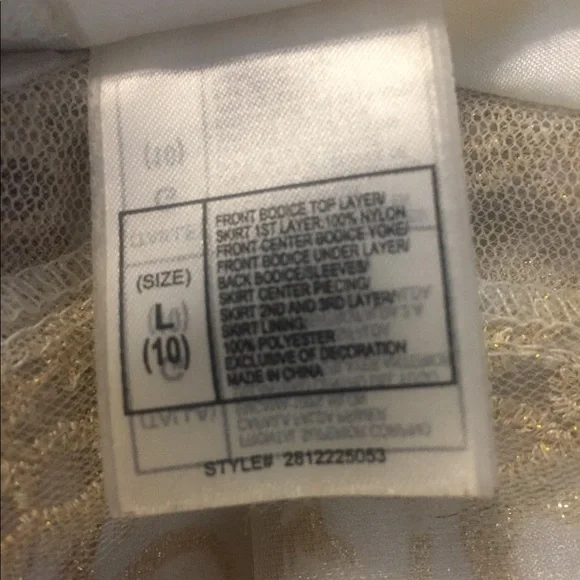 (SIZE)
L
(10)
FRONT BODICE TOP LAYER/
SKIRT 1ST LAYER:100% NYLON
FRONT CENTER BODICE YOKE/
FRONT BODICE UNDER LAYER/
BACK BODICE/SLEEVES/
SKIRT CENTER PIECING/
SKIRT 2ND AND 3RD LAYER/
SKIRT LINING:
100% POLYESTER
EXCLUSIVE OF DECORATION
MADE IN CHINA
STYLE# 2812225053